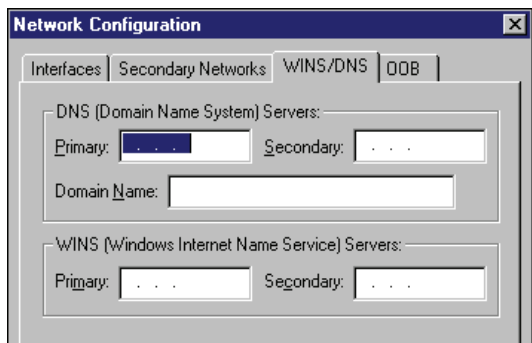 Network Configuration
Interfaces Secondary Networks WINS/DNS OOB
DNS (Domain Name System) Servers:
Primary: . . . Secondary: . . .
Domain Name:
WINS (Windows Internet Name Service) Servers:
Primary: . . . Secondary: . . .